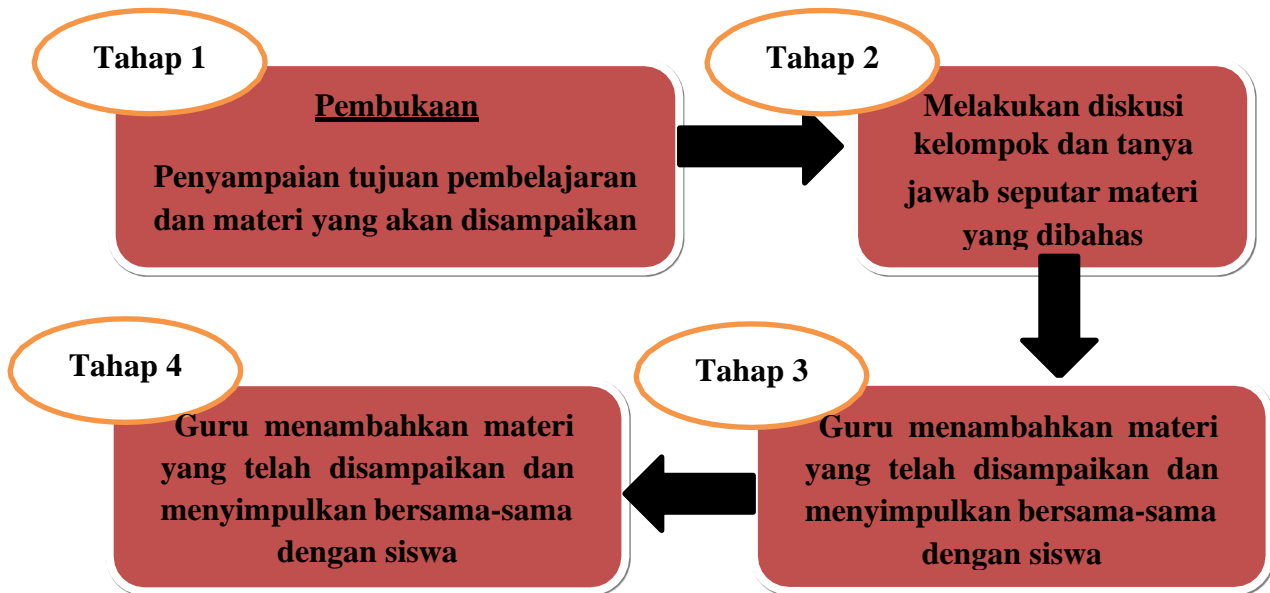 Tahap 1
Pembukaan
Penyampaian tujuan pembelajaran
dan materi yang akan disampaikan
Tahap 2
Melakukan diskusi
kelompok dan tanya
jawab seputar materi
yang dibahas
Tahap 3
Guru menambahkan materi
yang telah disampaikan dan
menyimpulkan bersama-sama
dengan siswa
Tahap 4
Guru menambahkan materi
yang telah disampaikan dan
menyimpulkan bersama-sama
dengan siswa